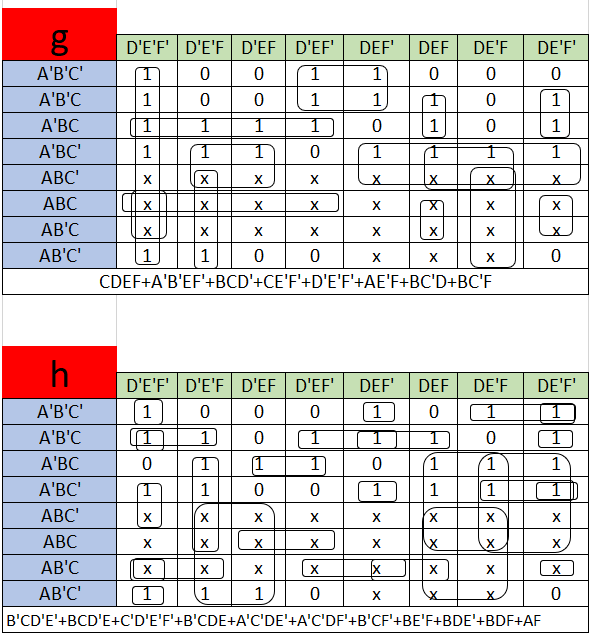 g D'E'F' D'E'F D'EF D'EF' DEF' DEF DE'F DE'F'
A'B'C' 1 0 0 1 1 0 0 0
A'B'C 1 0 0 1 1 1 0 1
A'BC 1 1 1 1 0 1 0 1
A'BC' 1 1 1 0 1 1 1 1
ABC' x x x x x x x x
ABC x x x x x x x x
AB'C x x x x x x x x
AB'C' 1 1 0 0 x x x 0
CDEF+A'B'EF'+BCD'+CE'F'+D'E'F'+AE'F+BC'D+BC'F
h D'E'F' D'E'F D'EF D'EF' DEF' DEF DE'F DE'F'
A'B'C' 1 0 0 0 1 0 1 1
A'B'C 1 1 0 1 1 1 0 1
A'BC 0 1 1 1 0 1 1 1
A'BC' 1 1 0 0 1 1 1 1
ABC' x x x x x x x x
ABC x x x x x x x x
AB'C x x x x x x x x
AB'C' 1 1 1 0 x x x 0
B'CD'E'+BCD'E+C'D'E'F'+B'CDE+A'C'DE'+A'C'DF'+B'CF'+BE'F+BDE'+BDF+AF